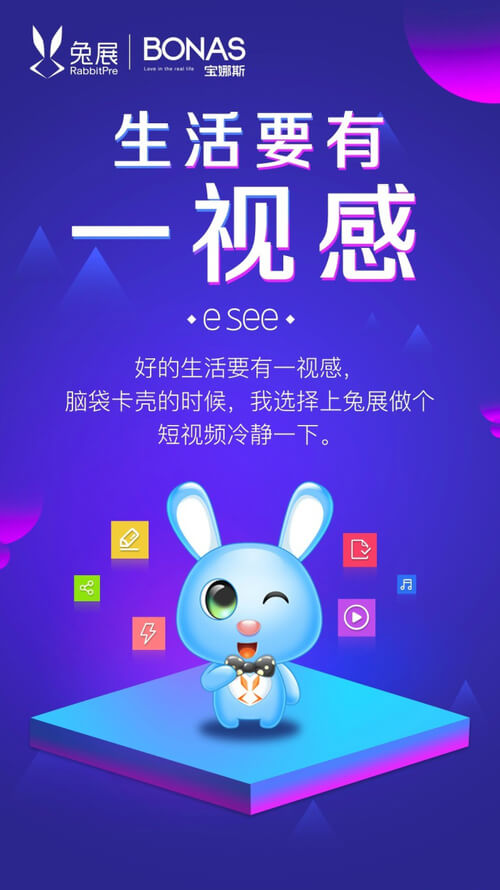 兔展
RabbitPre
BONAS
Love in the real life
宝娜斯
生活要有
一视感
·e see·
好的生活要有一视感，
脑袋卡壳的时候，我选择上兔展做个
短视频冷静一下。